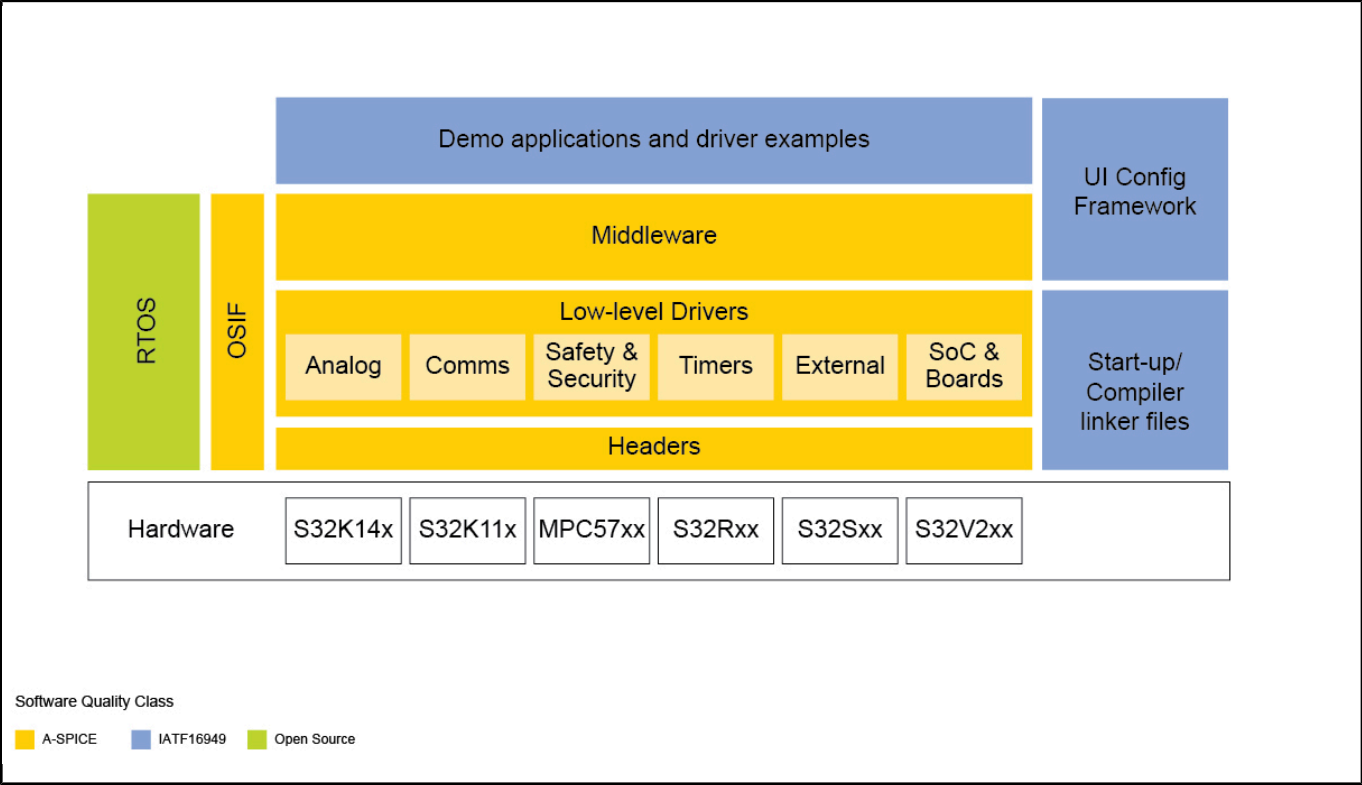 Demo applications and driver examples
UI Config
Framework
Middleware
RTOS
OSIF
Low-level Drivers
Analog
Comms
Safety &
Security
Timers
External
SoC &
Boards
Start-up/
Compiler
linker files
Headers
Hardware
S32K14x
S32K11x
MPC57xx
S32Rxx
S32Sxx
S32V2xx
Software Quality Class
A-SPICE
IATF16949
Open Source